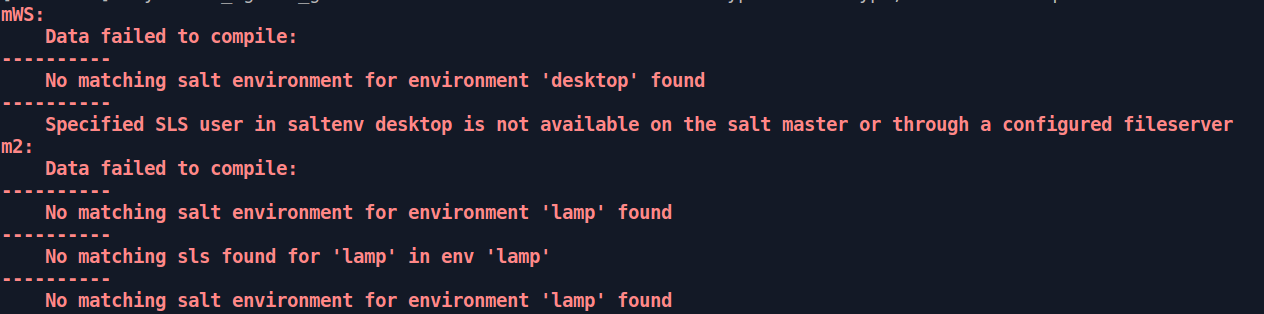 mWS:
Data failed to compile:
----------
No matching salt environment for environment 'desktop' found
----------
Specified SLS user in saltenv desktop is not available on the salt master or through a configured fileserver
m2:
Data failed to compile:
----------
No matching salt environment for environment 'lamp' found
----------
No matching sls found for 'lamp' in env 'lamp'
----------
No matching salt environment for environment 'lamp' found